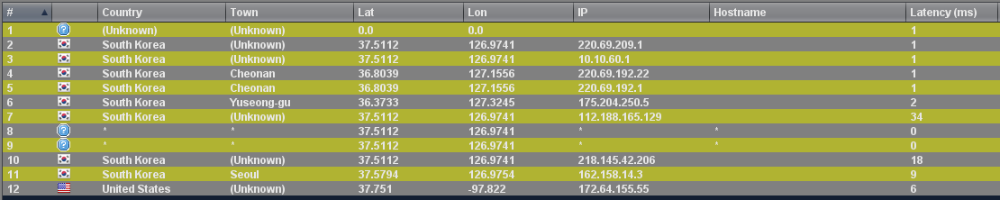 # Country Town Lat Lon IP Hostname Latency (ms)
1 (Unknown) (Unknown) 0.0 0.0 1
2 South Korea (Unknown) 37.5112 126.9741 220.69.209.1 1
3 South Korea (Unknown) 37.5112 126.9741 10.10.60.1 1
4 South Korea Cheonan 36.8039 127.1556 220.69.192.22 1
5 South Korea Cheonan 36.8039 127.1556 220.69.192.1 1
6 South Korea Yuseong-gu 36.3733 127.3245 175.204.250.5 2
7 South Korea (Unknown) 37.5112 126.9741 112.188.165.129 34
8 * * 37.5112 126.9741 * * 0
9 * * 37.5112 126.9741 * * 0
10 South Korea (Unknown) 37.5112 126.9741 218.145.42.206 18
11 South Korea Seoul 37.5794 126.9754 162.158.14.3 9
12 United States (Unknown) 37.751 -97.822 172.64.155.55 6